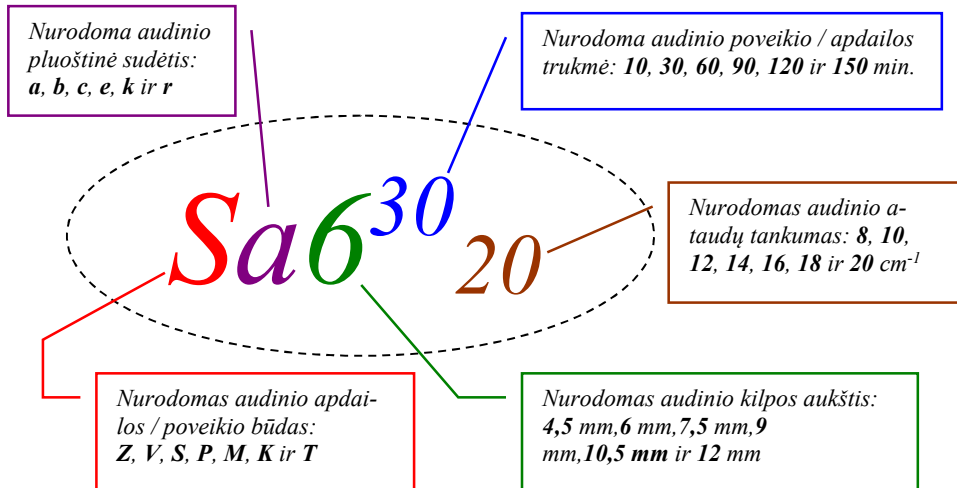 Nurodoma audinio
pluoštinė sudėtis:
a, b, c, e, k ir r
Nurodoma audinio poveikio / apdailos
trukmė: 10, 30, 60, 90, 120 ir 150 min.
Sa6³⁰₂₀
Nurodomas audinio a-
taudų tankumas: 8, 10,
12, 14, 16, 18 ir 20 cm⁻¹
Nurodomas audinio apdai-
los / poveikio būdas:
Z, V, S, P, M, K ir T
Nurodomas audinio kilpos aukštis:
4,5 mm,6 mm,7,5 mm,9
mm,10,5 mm ir 12 mm